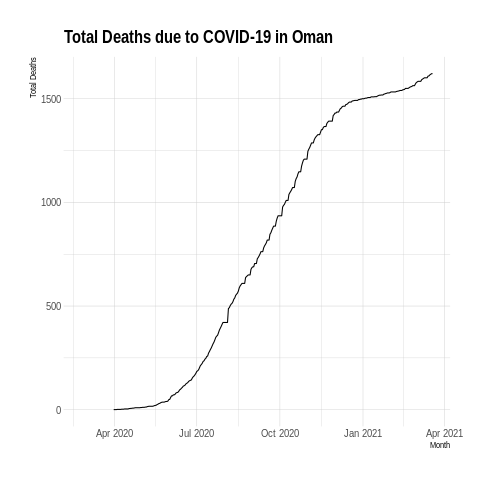 Total Deaths due to COVID-19 in Oman
Total Deaths
1500
1000
500
0
Apr 2020 Jul 2020 Oct 2020 Jan 2021 Apr 2021
Month